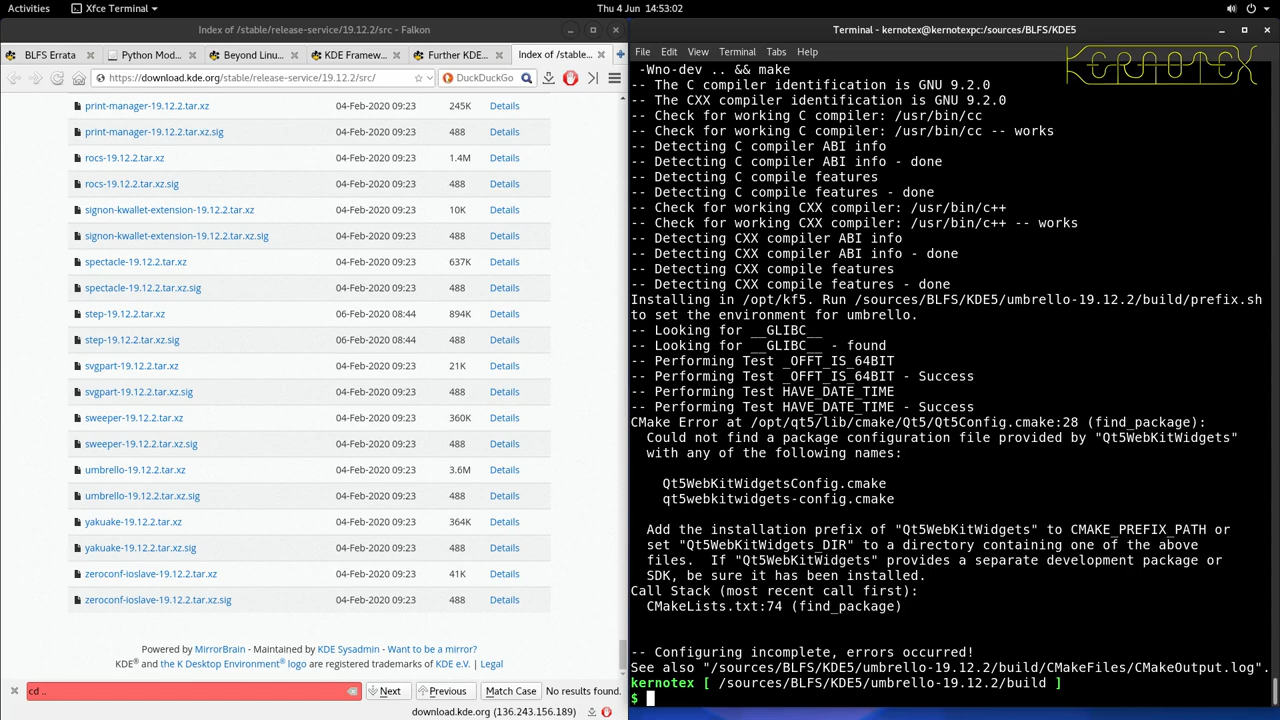 Activities
Xfce Terminal
Thu 4 Jun 14:53:02
Index of /stable/release-service/19.12.2/src/ - Falkon
BLFS Errata
Python Mod…
Beyond Linu…
KDE Framew…
Further KDE…
Index of /stable…
https://download.kde.org/stable/release-service/19.12.2/src/
DuckDuckGo
print-manager-19.12.2.tar.xz 04-Feb-2020 09:23 245K Details
print-manager-19.12.2.tar.xz.sig 04-Feb-2020 09:23 488 Details
rocs-19.12.2.tar.xz 04-Feb-2020 09:23 1.4M Details
rocs-19.12.2.tar.xz.sig 04-Feb-2020 09:23 488 Details
signon-kwallet-extension-19.12.2.tar.xz 04-Feb-2020 09:23 10K Details
signon-kwallet-extension-19.12.2.tar.xz.sig 04-Feb-2020 09:23 488 Details
spectacle-19.12.2.tar.xz 04-Feb-2020 09:23 637K Details
spectacle-19.12.2.tar.xz.sig 04-Feb-2020 09:23 488 Details
step-19.12.2.tar.xz 06-Feb-2020 08:44 894K Details
step-19.12.2.tar.xz.sig 06-Feb-2020 08:44 488 Details
svgpart-19.12.2.tar.xz 04-Feb-2020 09:23 21K Details
svgpart-19.12.2.tar.xz.sig 04-Feb-2020 09:23 488 Details
sweeper-19.12.2.tar.xz 04-Feb-2020 09:23 360K Details
sweeper-19.12.2.tar.xz.sig 04-Feb-2020 09:23 488 Details
umbrello-19.12.2.tar.xz 04-Feb-2020 09:23 3.6M Details
umbrello-19.12.2.tar.xz.sig 04-Feb-2020 09:23 488 Details
yakuake-19.12.2.tar.xz 04-Feb-2020 09:23 364K Details
yakuake-19.12.2.tar.xz.sig 04-Feb-2020 09:23 488 Details
zeroconf-ioslave-19.12.2.tar.xz 04-Feb-2020 09:23 41K Details
zeroconf-ioslave-19.12.2.tar.xz.sig 04-Feb-2020 09:23 488 Details
Powered by MirrorBrain - Maintained by KDE Sysadmin - Want to be a mirror?
KDE® and the K Desktop Environment® logo are registered trademarks of KDE e.V. | Legal
cd ..
Next
Previous
Match Case
No results found.
download.kde.org (136.243.156.189)
Terminal - kernotex@kernotexpc:/sources/BLFS/KDE5
File Edit View Terminal Tabs Help
KERNOTEX
-Wno-dev .. && make
-- The C compiler identification is GNU 9.2.0
-- The CXX compiler identification is GNU 9.2.0
-- Check for working C compiler: /usr/bin/cc
-- Check for working C compiler: /usr/bin/cc -- works
-- Detecting C compiler ABI info
-- Detecting C compiler ABI info - done
-- Detecting C compile features
-- Detecting C compile features - done
-- Check for working CXX compiler: /usr/bin/c++
-- Check for working CXX compiler: /usr/bin/c++ -- works
-- Detecting CXX compiler ABI info
-- Detecting CXX compiler ABI info - done
-- Detecting CXX compile features
-- Detecting CXX compile features - done
Installing in /opt/kf5. Run /sources/BLFS/KDE5/umbrello-19.12.2/build/prefix.sh
to set the environment for umbrello.
-- Looking for __GLIBC__
-- Looking for __GLIBC__ - found
-- Performing Test _OFFT_IS_64BIT
-- Performing Test _OFFT_IS_64BIT - Success
-- Performing Test HAVE_DATE_TIME
-- Performing Test HAVE_DATE_TIME - Success
CMake Error at /opt/qt5/lib/cmake/Qt5/Qt5Config.cmake:28 (find_package):
Could not find a package configuration file provided by "Qt5WebKitWidgets"
with any of the following names:
Qt5WebKitWidgetsConfig.cmake
qt5webkitwidgets-config.cmake
Add the installation prefix of "Qt5WebKitWidgets" to CMAKE_PREFIX_PATH or
set "Qt5WebKitWidgets_DIR" to a directory containing one of the above
files.  If "Qt5WebKitWidgets" provides a separate development package or
SDK, be sure it has been installed.
Call Stack (most recent call first):
CMakeLists.txt:74 (find_package)
-- Configuring incomplete, errors occurred!
See also "/sources/BLFS/KDE5/umbrello-19.12.2/build/CMakeFiles/CMakeOutput.log".
kernotex [ /sources/BLFS/KDE5/umbrello-19.12.2/build ]
$